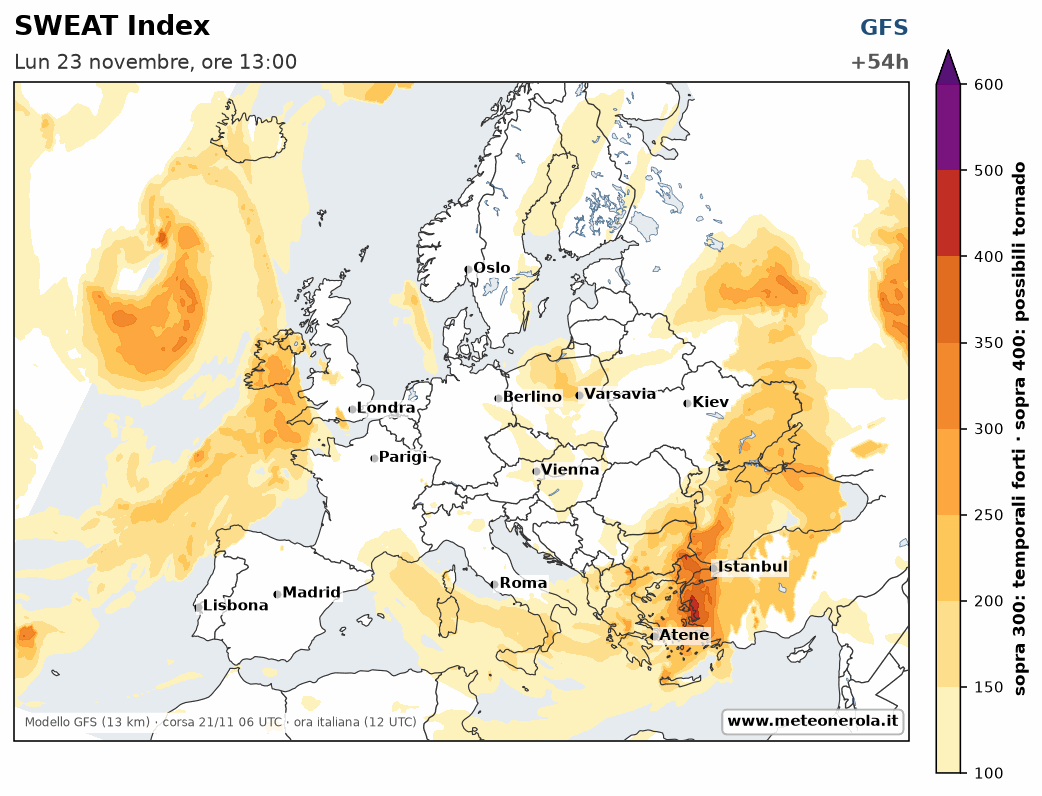 SWEAT Index
GFS
Lun 23 novembre, ore 13:00
+54h
600
500
400
350
300
250
200
150
100
sopra 300: temporali forti · sopra 400: possibili tornado
Oslo
Londra
Berlino
Varsavia
Kiev
Parigi
Vienna
Istanbul
Roma
Madrid
Lisbona
Atene
Modello GFS (13 km) · corsa 21/11 06 UTC · ora italiana (12 UTC)
www.meteonerola.it